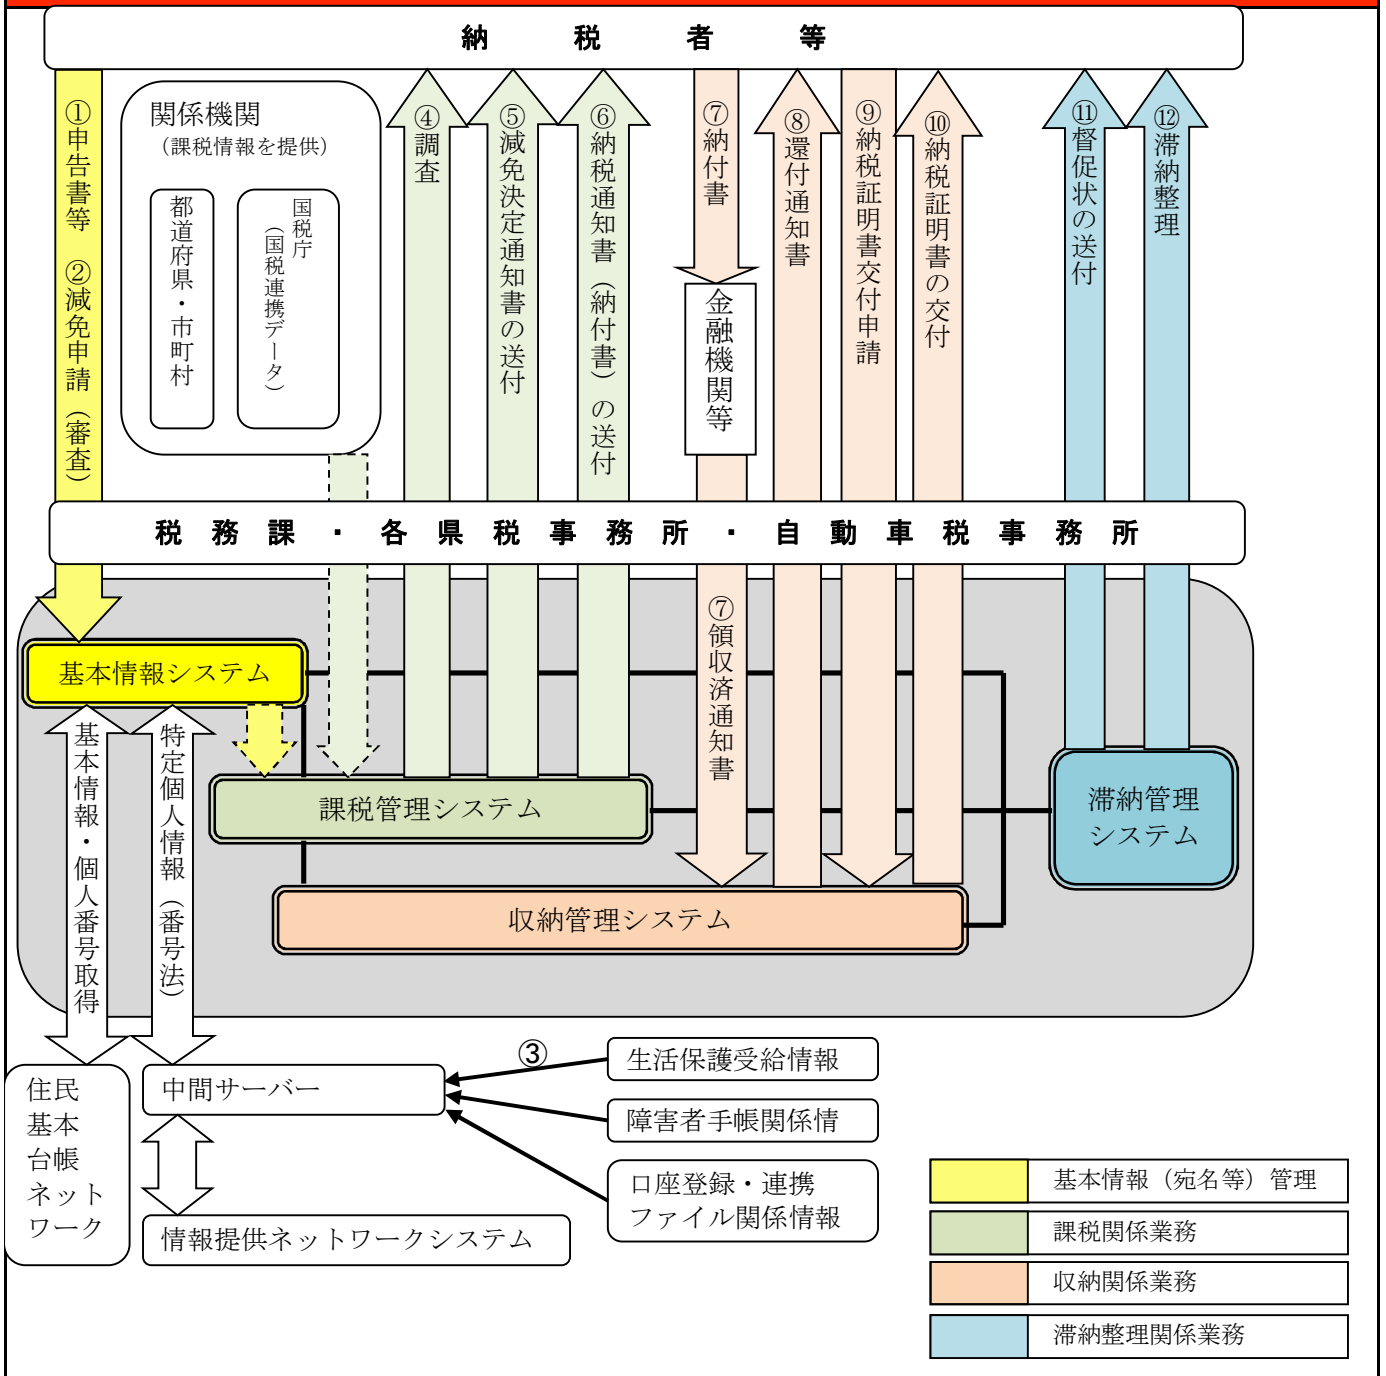 納税者等
①申告書等　②減免申請（審査）
関係機関
（課税情報を提供）
都道府県・市町村
国税庁
（国税連携データ）
④調査
⑤減免決定通知書の送付
⑥納税通知書（納付書）の送付
⑦納付書
金融機関等
⑧還付通知書
⑨納税証明書交付申請
⑩納税証明書の交付
⑪督促状の送付
⑫滞納整理
税務課・各県税事務所・自動車税事務所
⑦領収済通知書
基本情報システム
課税管理システム
収納管理システム
滞納管理
システム
基本情報・個人番号取得
特定個人情報（番号法）
住民
基本
台帳
ネット
ワーク
中間サーバー
③
生活保護受給情報
障害者手帳関係情
口座登録・連携
ファイル関係情報
情報提供ネットワークシステム
基本情報（宛名等）管理
課税関係業務
収納関係業務
滞納整理関係業務